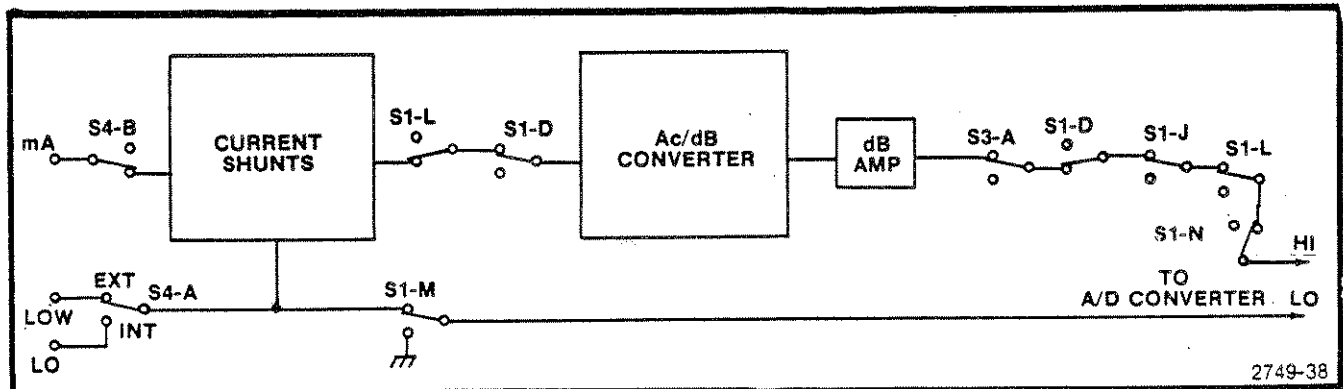 mA
S4-B
CURRENT
SHUNTS
S1-L
S1-D
Ac/dB
CONVERTER
dB
AMP
S3-A
S1-D
S1-J
S1-L
S1-N
HI
EXT
S4-A
LOW
INT
LO
S1-M
TO
A/D CONVERTER LO
2749-38